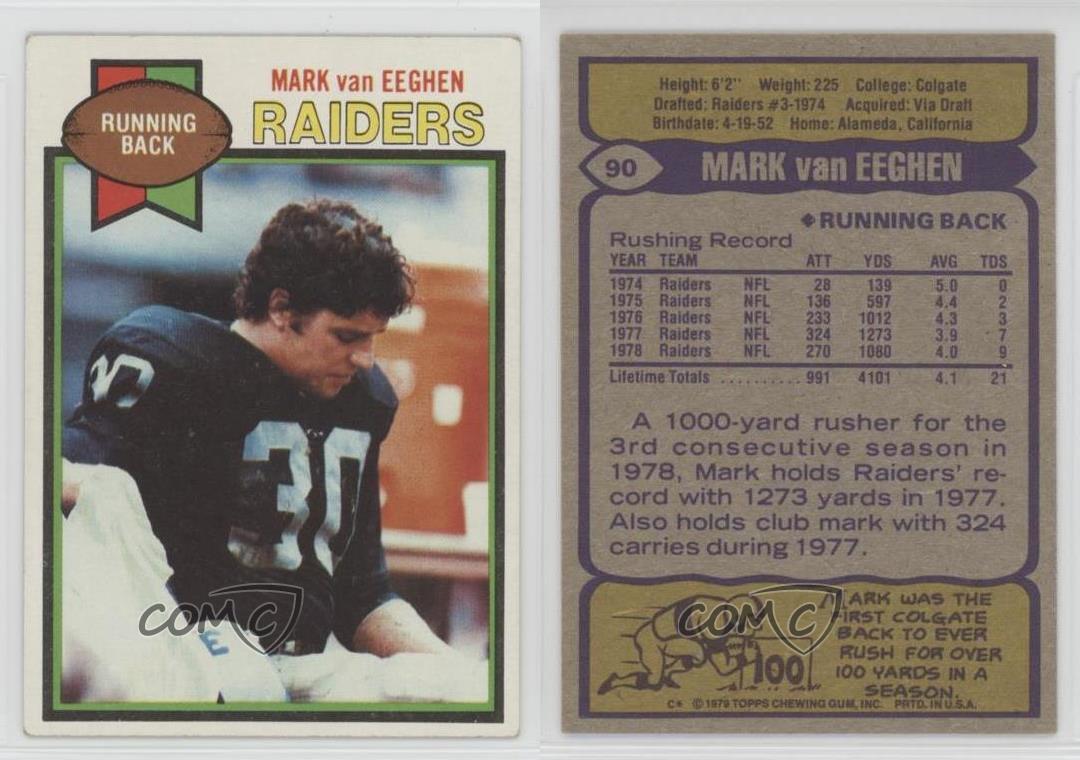 MARK van EEGHEN
RAIDERS
RUNNING
BACK
30
30
E
COMC
Height: 6'2" Weight: 225 College: Colgate
Drafted: Raiders #3-1974 Acquired: Via Draft
Birthdate: 4-19-52 Home: Alameda, California
90 MARK van EEGHEN
RUNNING BACK
Rushing Record
YEAR TEAM ATT YDS AVG TDS
1974 Raiders NFL 28 139 5.0 0
1975 Raiders NFL 136 597 4.4 2
1976 Raiders NFL 233 1012 4.3 3
1977 Raiders NFL 324 1273 3.9 7
1978 Raiders NFL 270 1080 4.0 9
Lifetime Totals .......... 991 4101 4.1 21
A 1000-yard rusher for the
3rd consecutive season in
1978, Mark holds Raiders' re-
cord with 1273 yards in 1977.
Also holds club mark with 324
carries during 1977.
MARK WAS THE
FIRST COLGATE
BACK TO EVER
RUSH FOR OVER
100 YARDS IN A
SEASON.
100
COMC
C* © 1979 TOPPS CHEWING GUM, INC. PRTD. IN U.S.A.